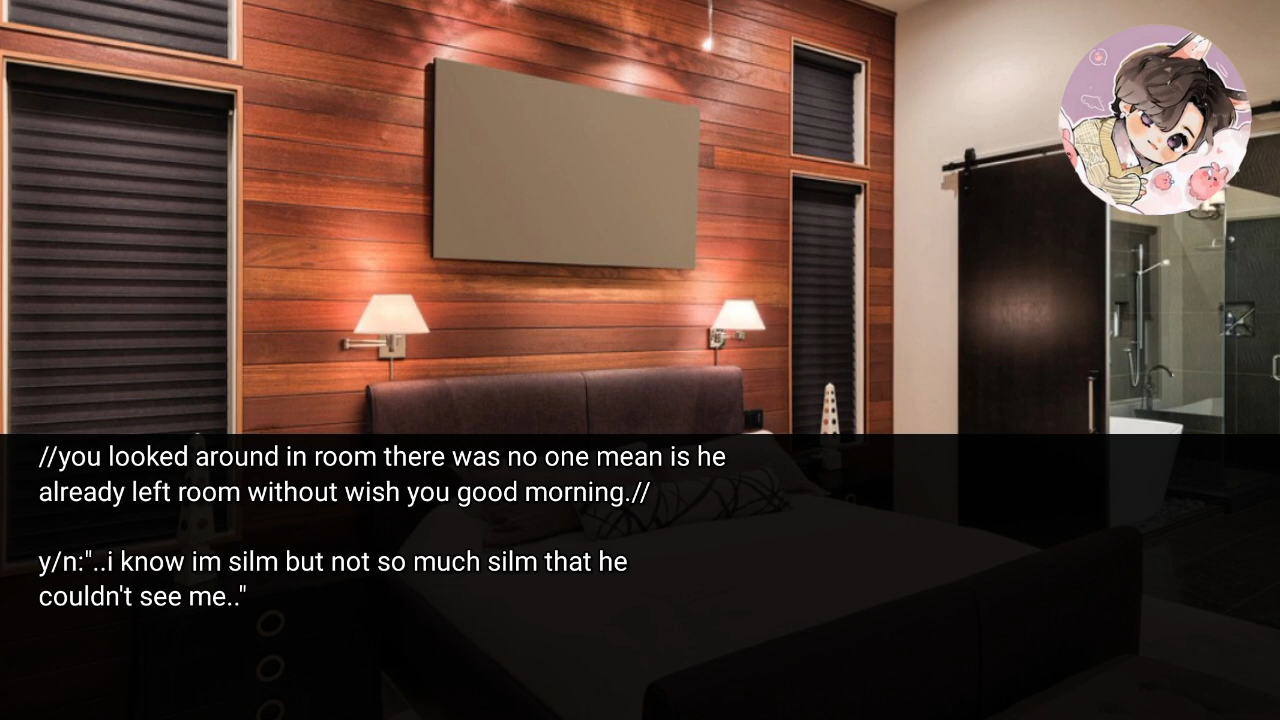 //you looked around in room there was no one mean is he
already left room without wish you good morning.//
y/n:"..i know im silm but not so much silm that he
couldn't see me.."